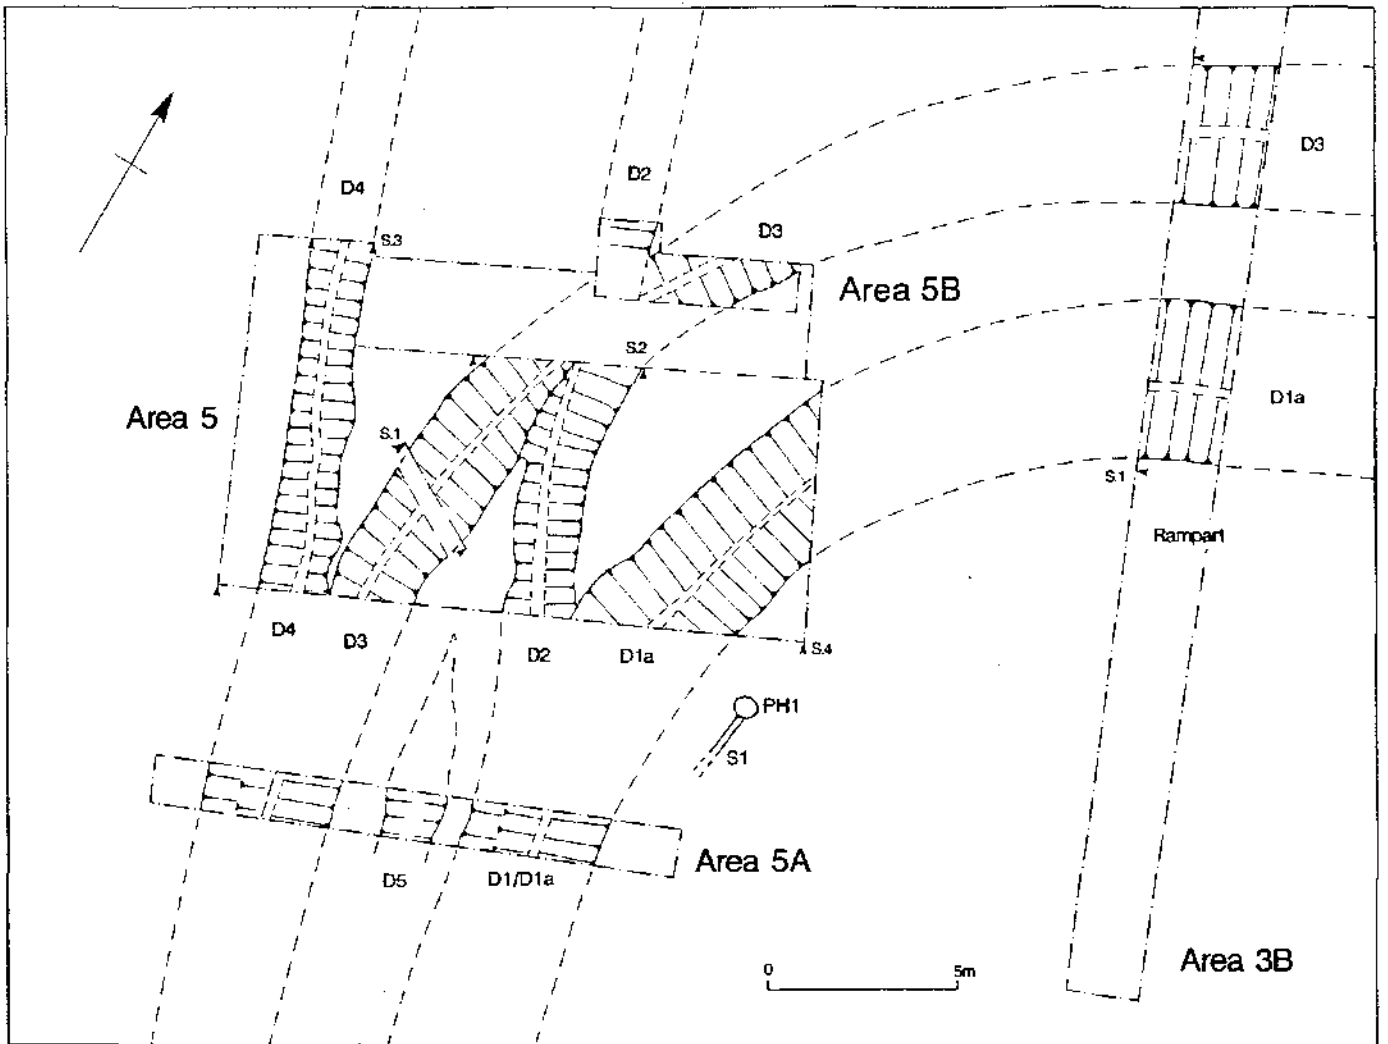 D3
D2
D4
D3
S.3
Area 5B
S.2
D1a
Area 5
S.1
S.1
Rampart
D4
D3
D2
D1a
S.4
PH1
S1
Area 5A
D5
D1/D1a
Area 3B
0
5m